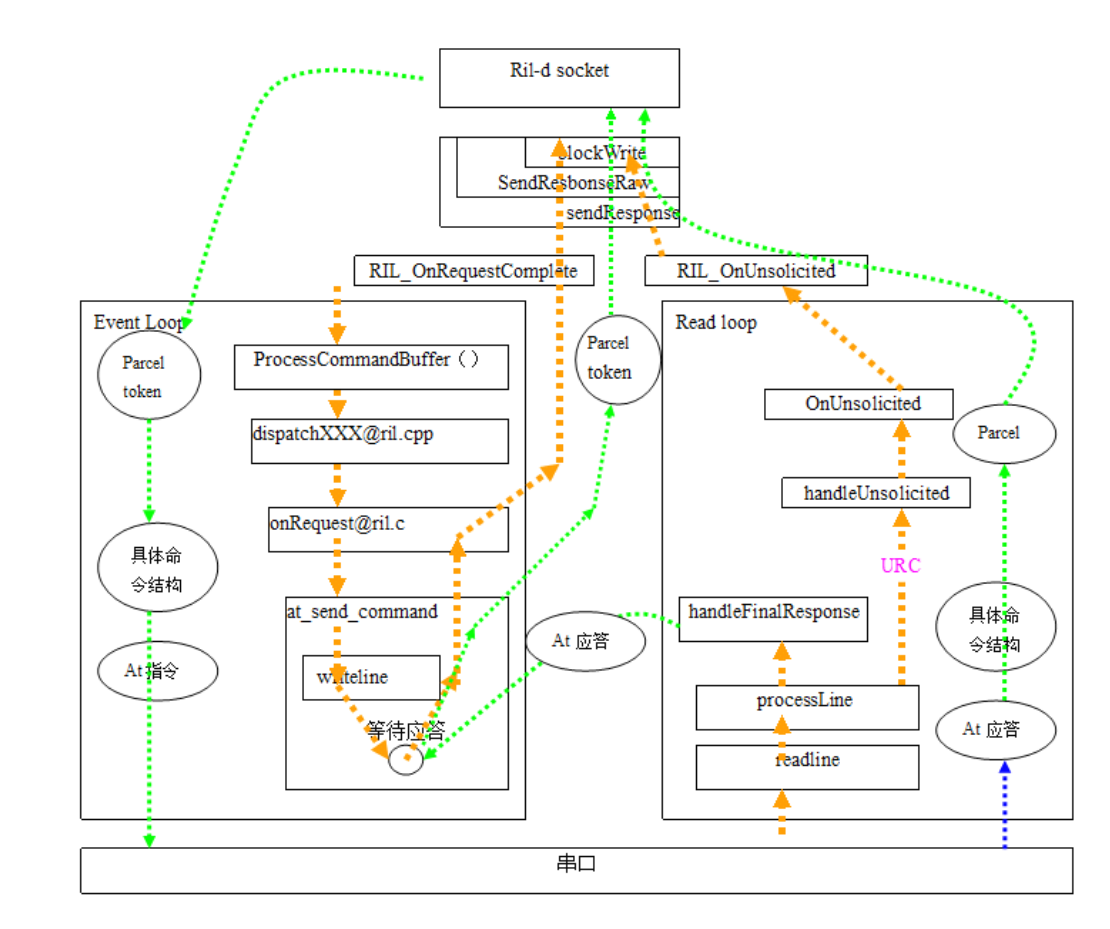 Ril-d socket
blockWrite
SendResbonseRaw
sendResponse
RIL_OnRequestComplete
RIL_OnUnsolicited
Event Loop
Read loop
Parcel
token
ProcessCommandBuffer（）
Parcel
token
OnUnsolicited
dispatchXXX@ril.cpp
Parcel
handleUnsolicited
onRequest@ril.c
具体命
令结构
URC
at_send_command
handleFinalResponse
具体命
令结构
At 应答
At 指令
writeline
processLine
等待应答
At 应答
readline
串口